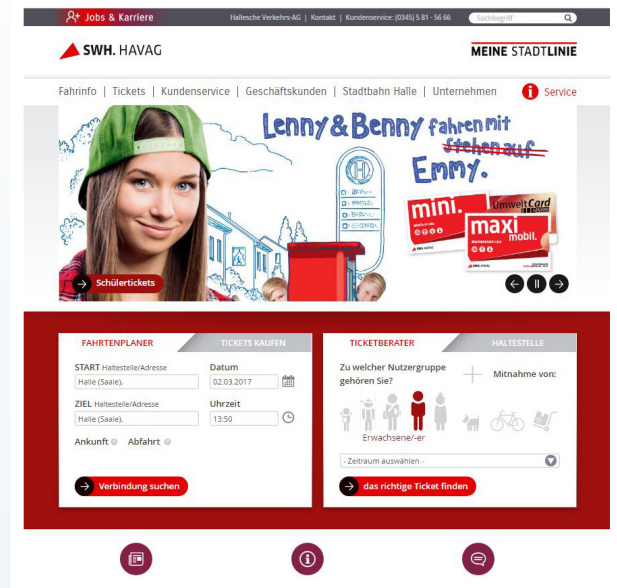 Jobs & Karriere
Hallesche Verkehrs-AG | Kontakt | Kundenservice: (0345) 5 81 - 56 66
Suchbegriff
SWH. HAVAG
MEINE STADTLINIE
Fahrinfo | Tickets | Kundenservice | Geschäftskunden | Stadtbahn Halle | Unternehmen
i Service
Lenny & Benny fahren mit
Stehen auf
Emmy.
H
mini.
UmweltCard
maxi
mobil.
SWH. HAVAG
SWH. HAVAG
Schülertickets
FAHRTENPLANER
TICKETS KAUFEN
START Haltestelle/Adresse
Datum
Halle (Saale),
02.03.2017
ZIEL Haltestelle/Adresse
Uhrzeit
Halle (Saale),
13:50
Ankunft
Abfahrt
Verbindung suchen
TICKETBERATER
HALTESTELLE
Zu welcher Nutzergruppe
gehören Sie?
Mitnahme von:
Erwachsene/-er
- Zeitraum auswählen -
das richtige Ticket finden